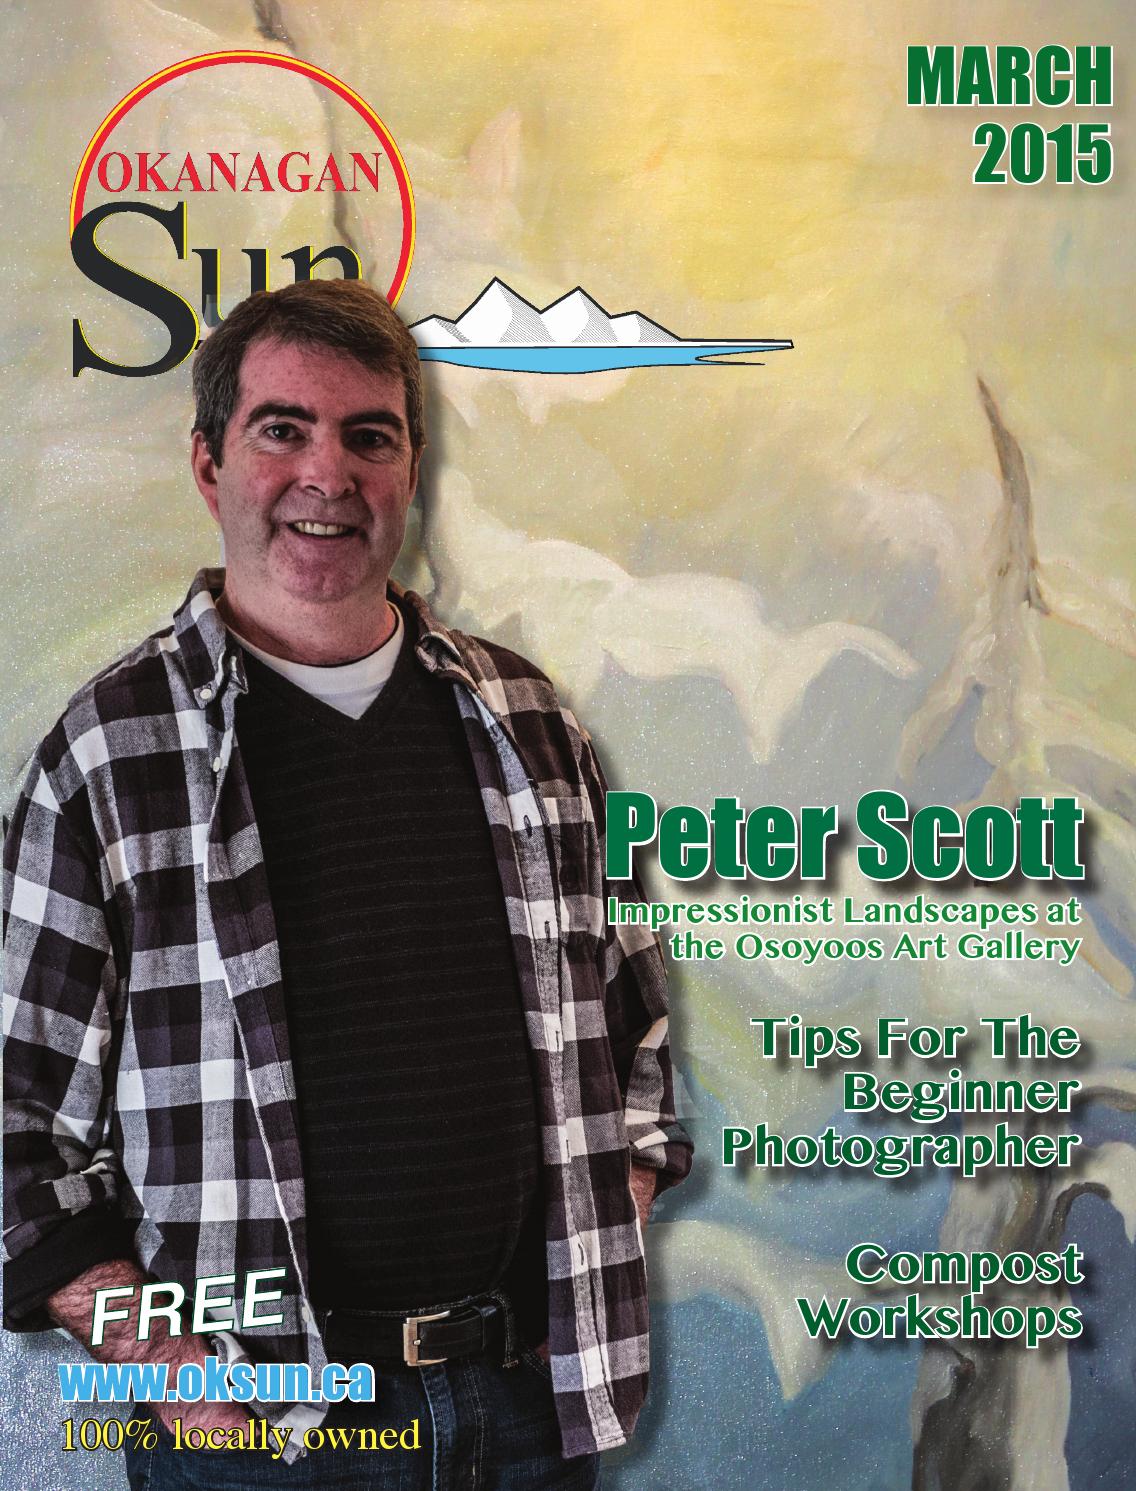 MARCH
2015
OKANAGAN
Sun
Peter Scott
Impressionist Landscapes at
the Osoyoos Art Gallery
Tips For The
Beginner
Photographer
Compost
Workshops
FREE
www.oksun.ca
100% locally owned